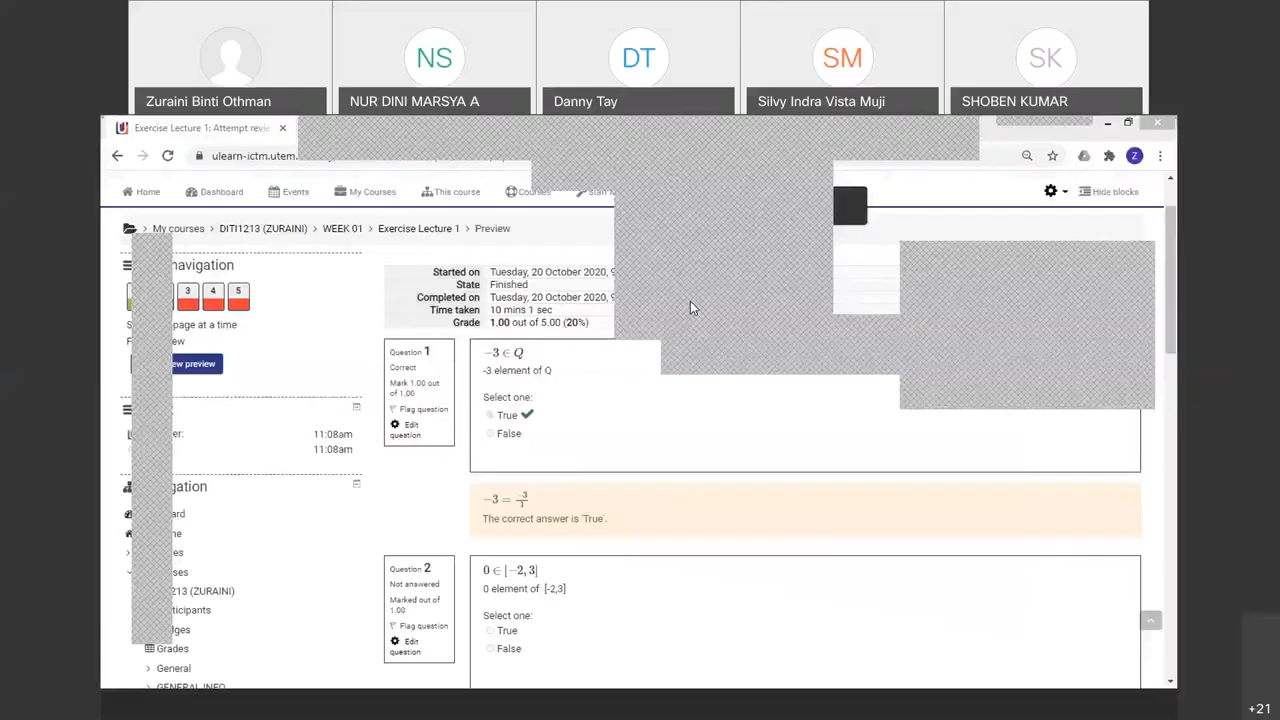 NS
DT
SM
SK
Zuraini Binti Othman
NUR DINI MARSYA A
Danny Tay
Silvy Indra Vista Muji
SHOBEN KUMAR
Exercise Lecture 1: Attempt revie
ulearn-ictm.utem.
Z
Home
Dashboard
Events
My Courses
This course
Hide blocks
My courses > DITI1213 (ZURAINI) > WEEK 01 > Exercise Lecture 1 > Preview
navigation
3 4 5
page at a time
preview
Started on Tuesday, 20 October 2020, 9
State Finished
Completed on Tuesday, 20 October 2020, 9
Time taken 10 mins 1 sec
Grade 1.00 out of 5.00 (20%)
Question 1
Correct
Mark 1.00 out
of 1.00
Flag question
Edit
question
−3 ∈ Q
-3 element of Q
Select one:
True
False
11:08am
11:08am
−3 = −3/1
The correct answer is 'True'.
213 (ZURAINI)
Grades
General
GENERAL INFO
Question 2
Not answered
Marked out of
1.00
Flag question
Edit
question
0 ∈ [−2, 3]
0 element of [-2,3]
Select one:
True
False
+21